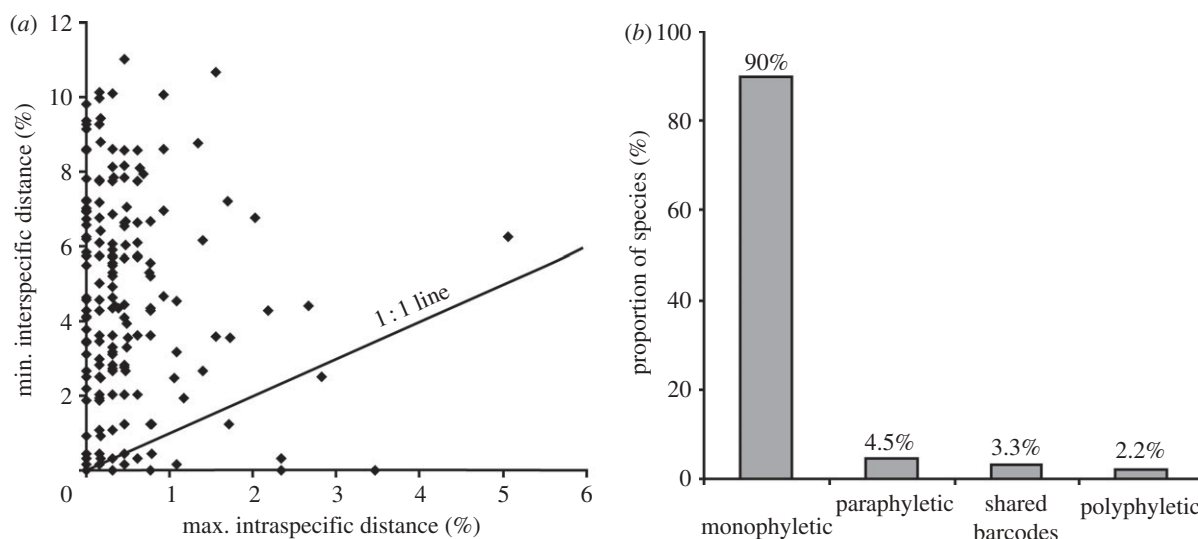 (a)
12
10
8
6
4
2
0
1
2
3
4
5
6
min. interspecific distance (%)
max. intraspecific distance (%)
1 : 1 line
(b)
100
80
60
40
20
0
proportion of species (%)
90%
4.5%
3.3%
2.2%
monophyletic
paraphyletic
shared
barcodes
polyphyletic